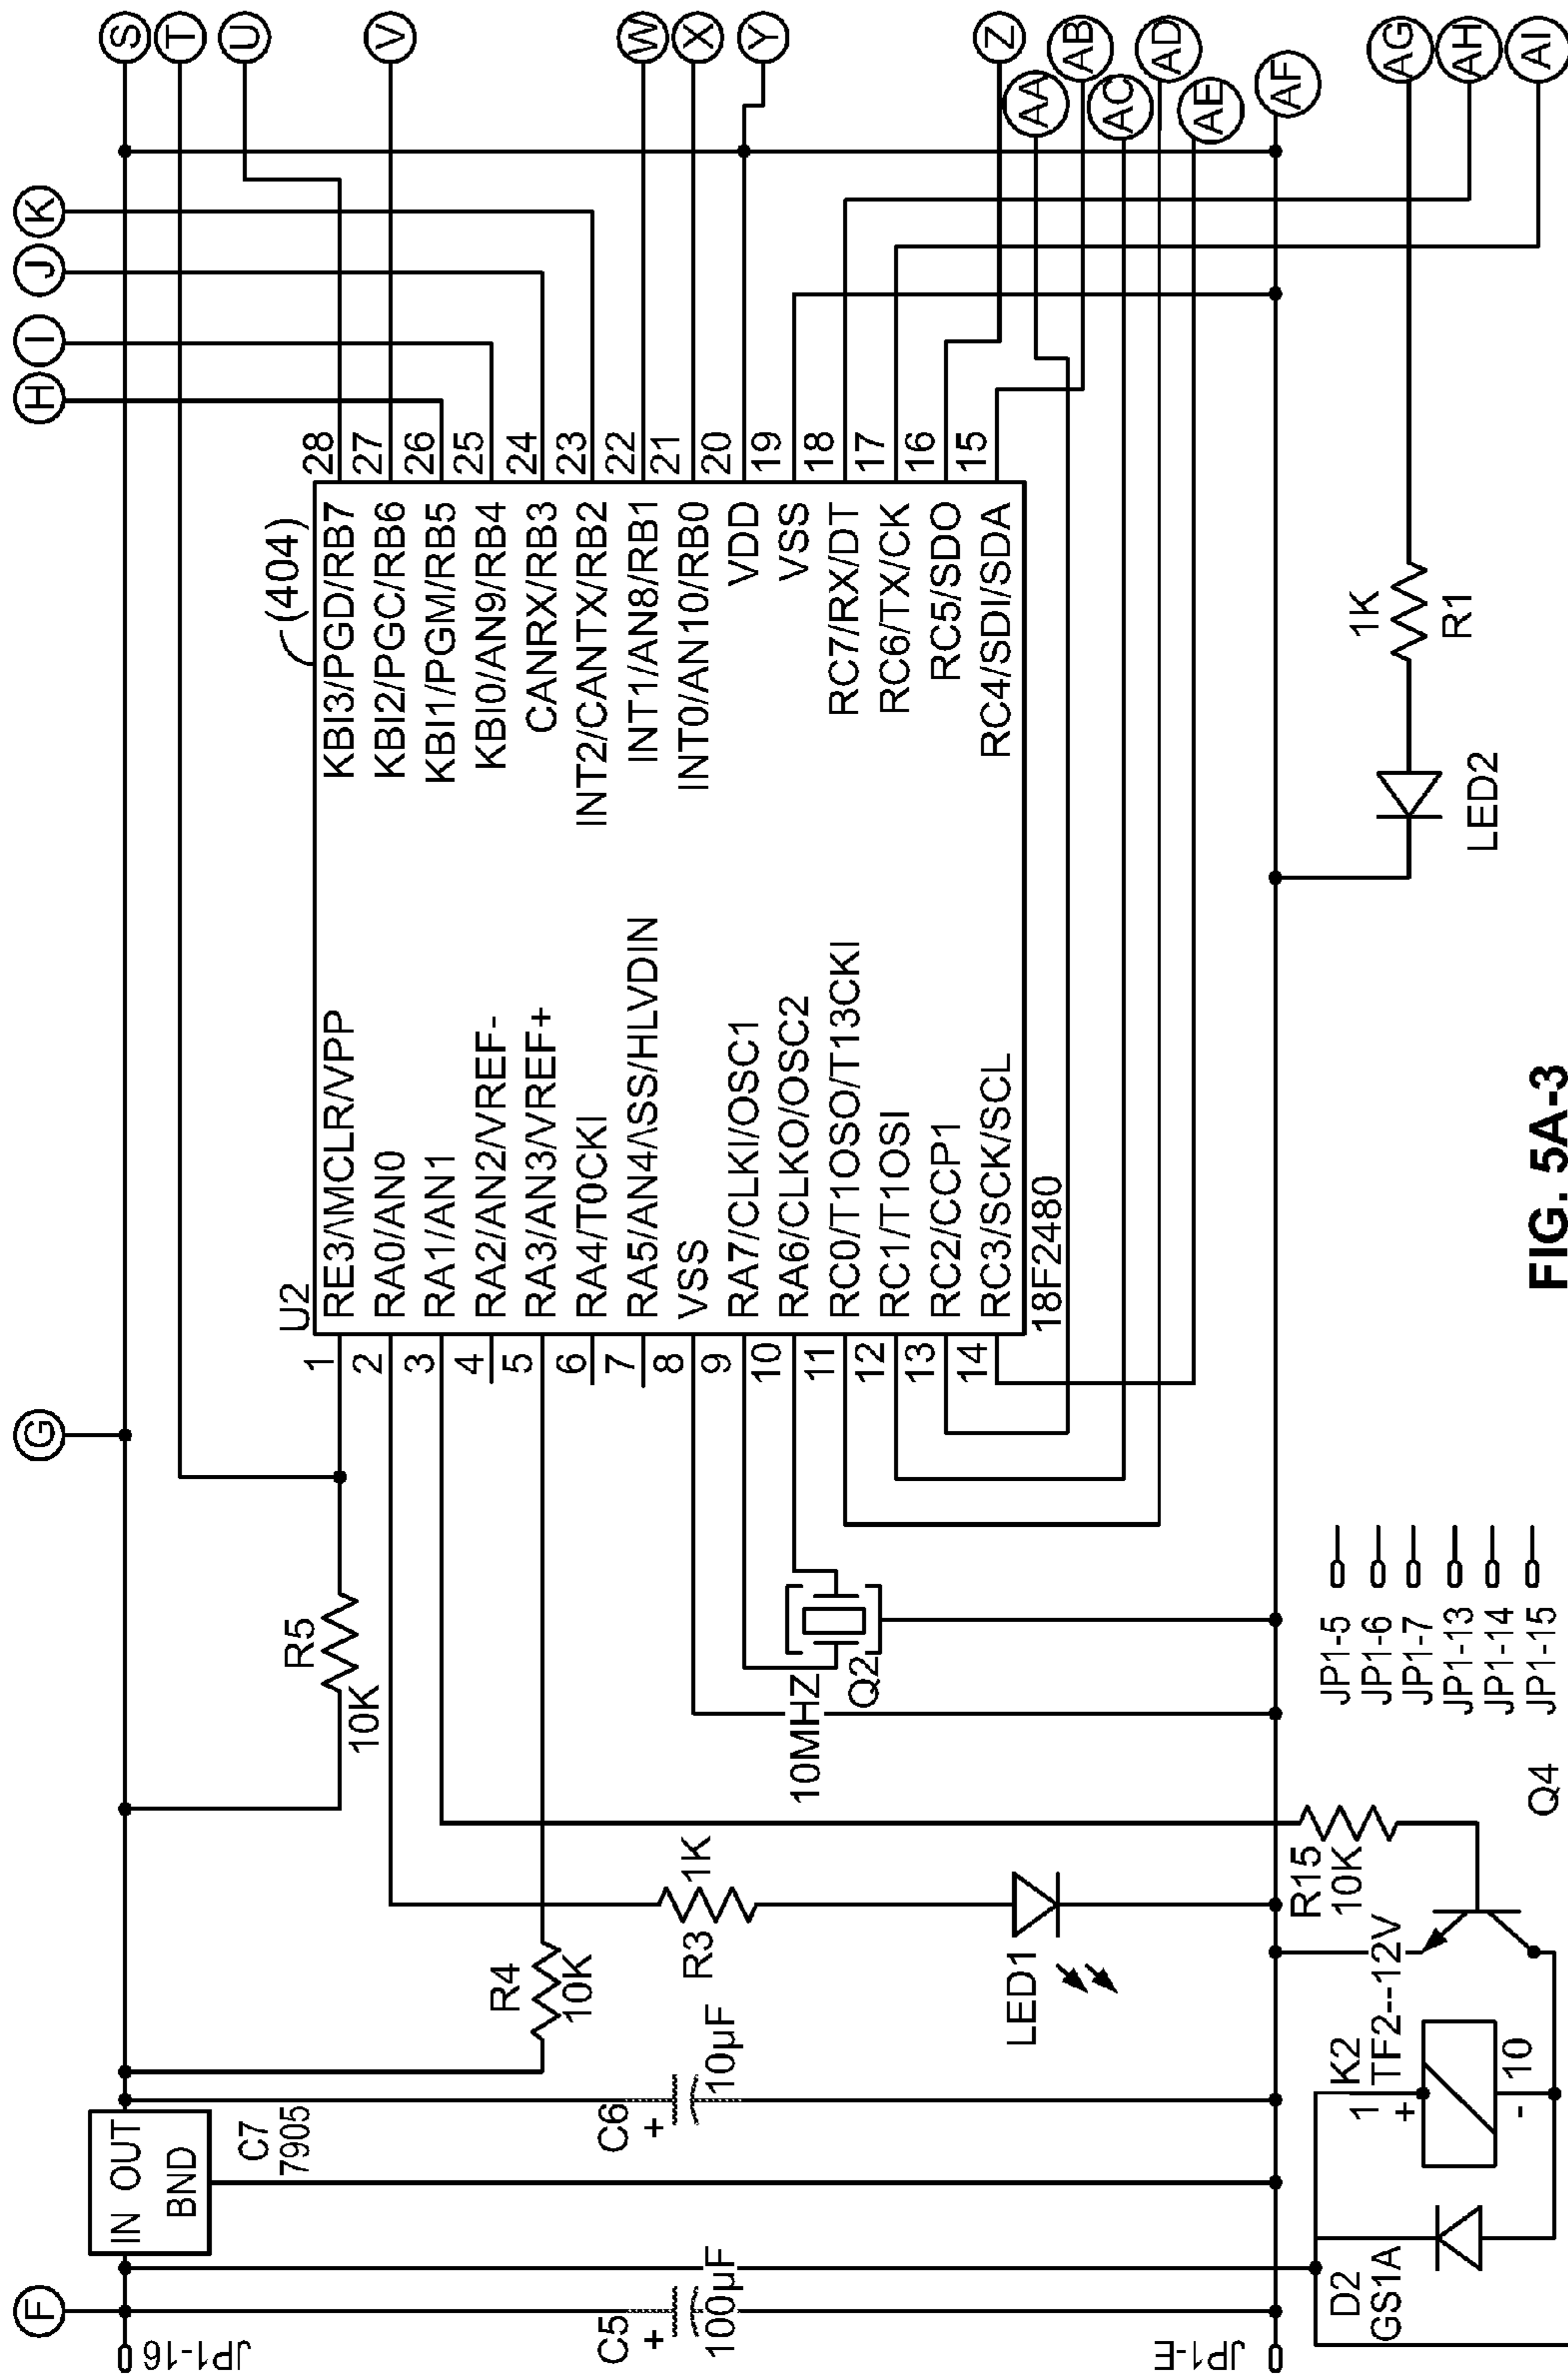 F
G
H
I
J
K
S
T
U
V
W
X
Y
Z
AA
AB
AC
AD
AE
AF
AG
AH
AI
JP1-16
IN OUT
BND
C7
7905
C5
+
100µF
C6
+
10µF
R4
10K
R5
10K
R3
1K
LED1
10MHZ
Q2
U2
(404)
1 RE3/\MCLR/VPP
2 RA0/AN0
3 RA1/AN1
4 RA2/AN2/VREF-
5 RA3/AN3/VREF+
6 RA4/T0CKI
7 RA5/AN4/\SS/HLVDIN
8 VSS
9 RA7/CLKI/OSC1
10 RA6/CLKO/OSC2
11 RC0/T1OSO/T13CKI
12 RC1/T1OSI
13 RC2/CCP1
14 RC3/SCK/SCL
18F2480
KBI3/PGD/RB7 28
KBI2/PGC/RB6 27
KBI1/PGM/RB5 26
KBI0/AN9/RB4 25
CANRX/RB3 24
INT2/CANTX/RB2 23
INT1/AN8/RB1 22
INT0/AN10/RB0 21
VDD 20
VSS 19
RC7/RX/DT 18
RC6/TX/CK 17
RC5/SDO 16
RC4/SDI/SDA 15
JP1-E
D2
GS1A
K2
TF2--12V
1
+
-
10
R15
10K
Q4
JP1-5
JP1-6
JP1-7
JP1-13
JP1-14
JP1-15
LED2
1K
R1
FIG. 5A-3